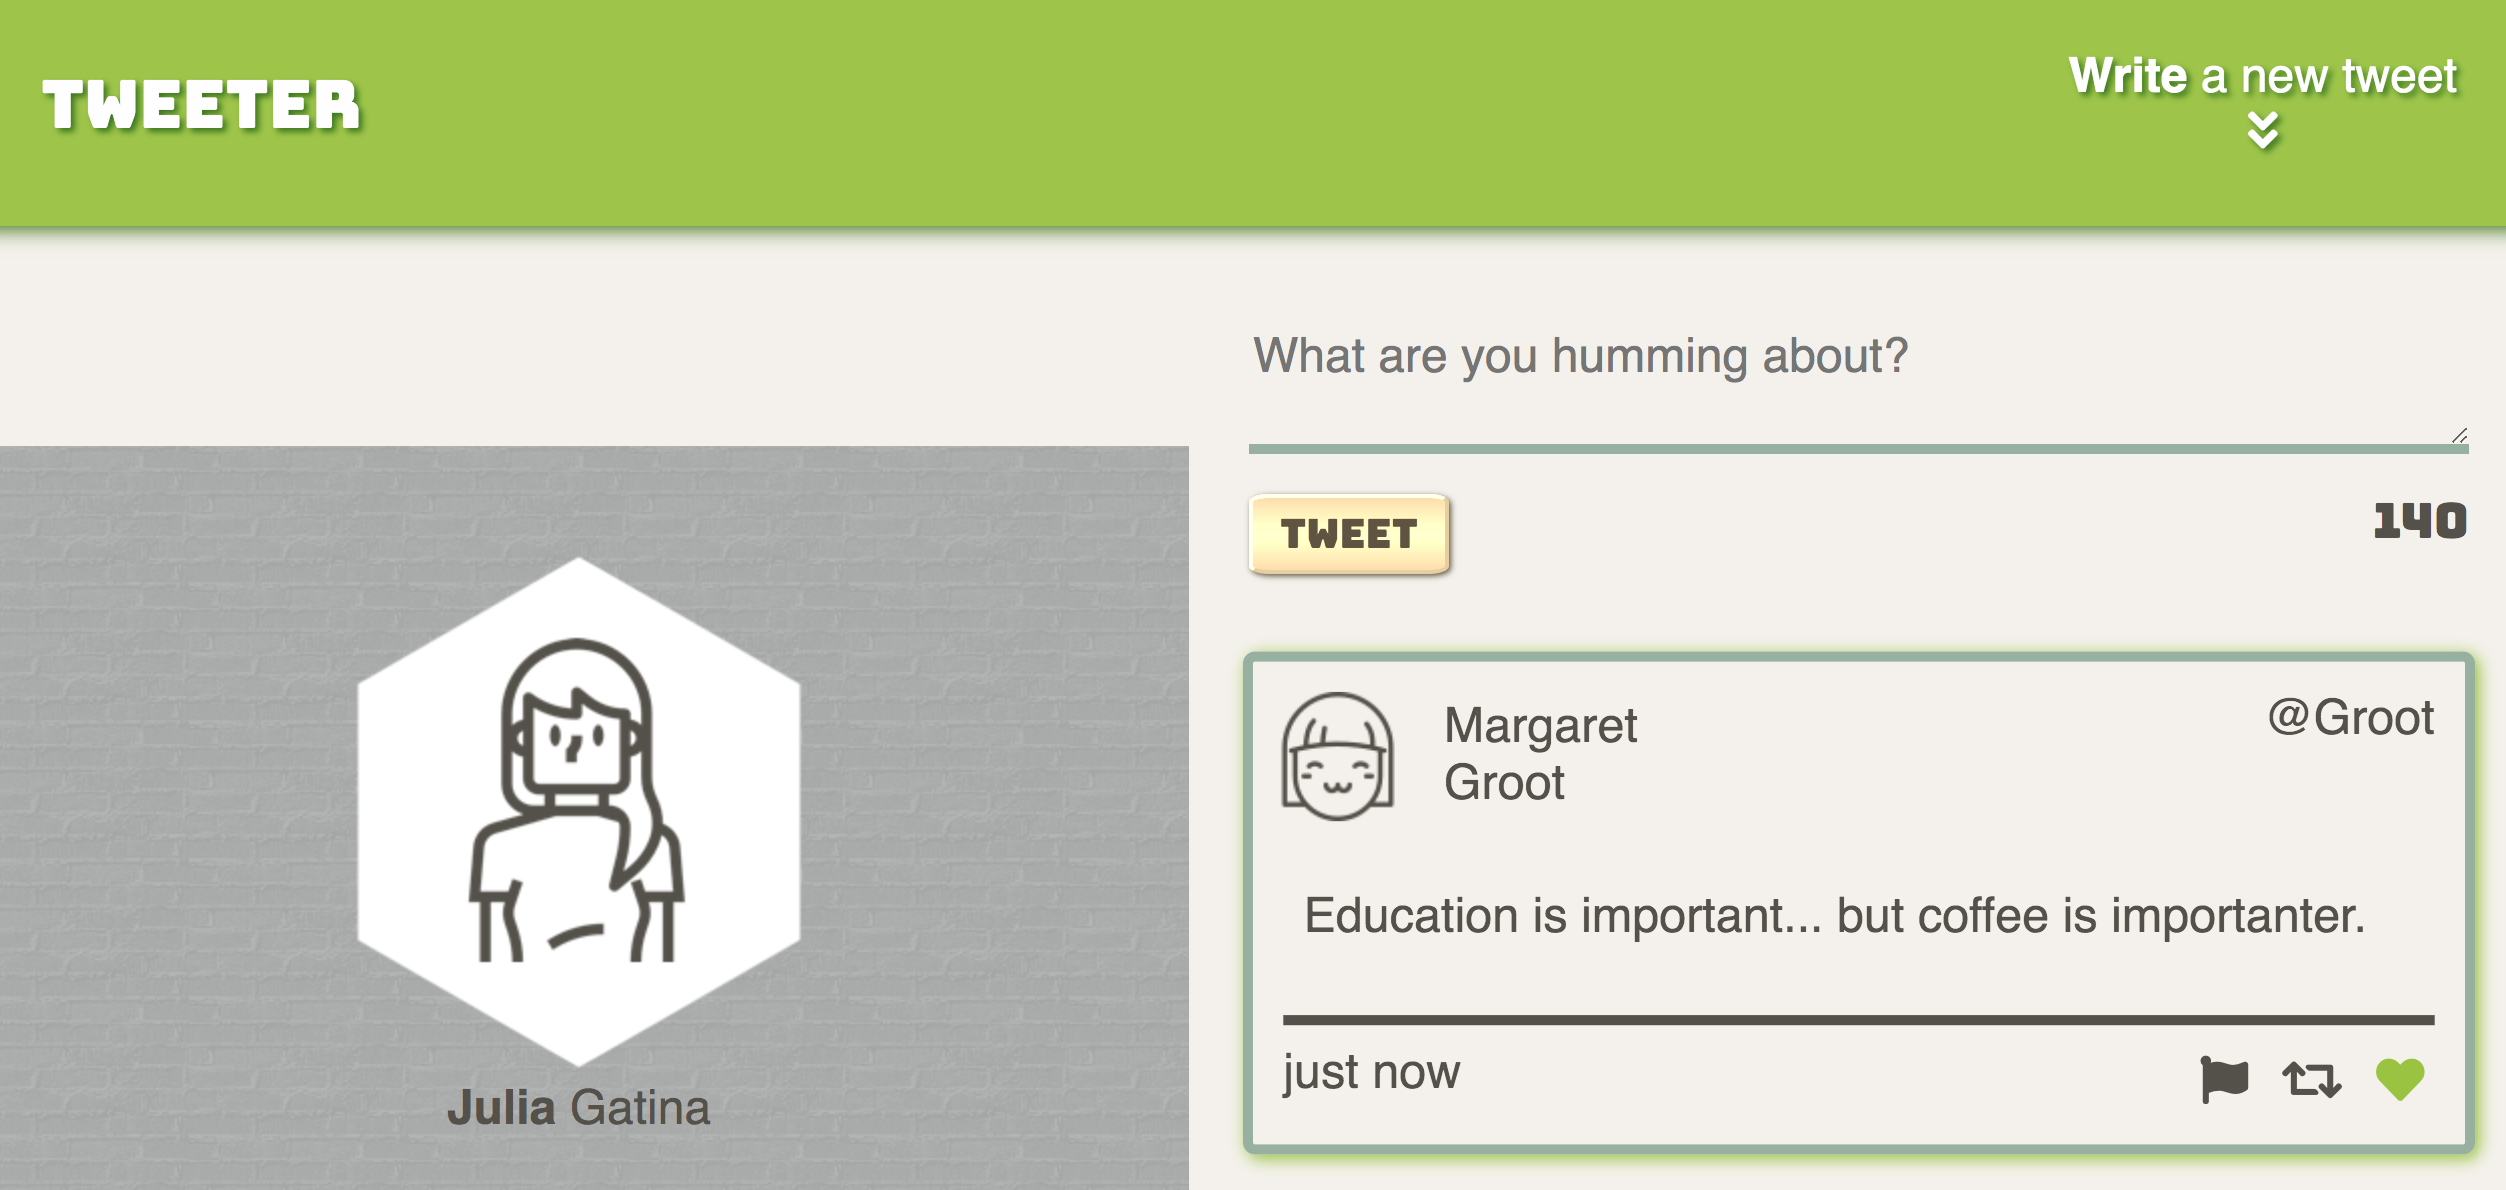 TWEETER
Write a new tweet
What are you humming about?
TWEET
140
Julia Gatina
Margaret
Groot
@Groot
Education is important... but coffee is importanter.
just now